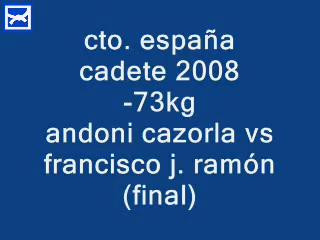 cto. españa
cadete 2008
-73kg
andoni cazorla vs
francisco j. ramón
(final)